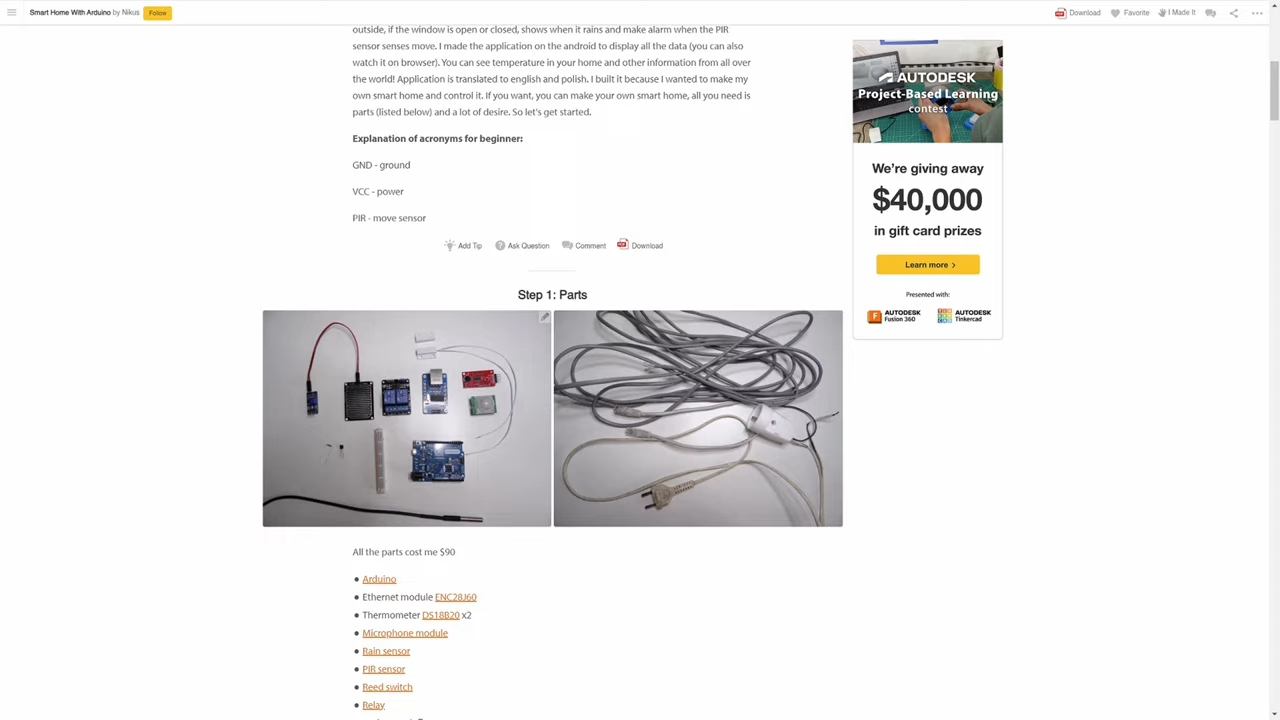 Smart Home With Arduino by Nikus Follow
Download Favorite I Made It
outside, if the window is open or closed, shows when it rains and make alarm when the PIR
sensor senses move. I made the application on the android to display all the data (you can also
watch it on browser). You can see temperature in your home and other information from all over
the world! Application is translated to english and polish. I built it because I wanted to make my
own smart home and control it. If you want, you can make your own smart home, all you need is
parts (listed below) and a lot of desire. So let's get started.
Explanation of acronyms for beginner:
GND - ground
VCC - power
PIR - move sensor
Add Tip Ask Question Comment Download
Step 1: Parts
All the parts cost me $90
● Arduino
● Ethernet module ENC28J60
● Thermometer DS18B20 x2
● Microphone module
● Rain sensor
● PIR sensor
● Reed switch
● Relay
AUTODESK
Project-Based Learning
contest
We're giving away
$40,000
in gift card prizes
Learn more >
Presented with:
AUTODESK
Fusion 360
AUTODESK
Tinkercad